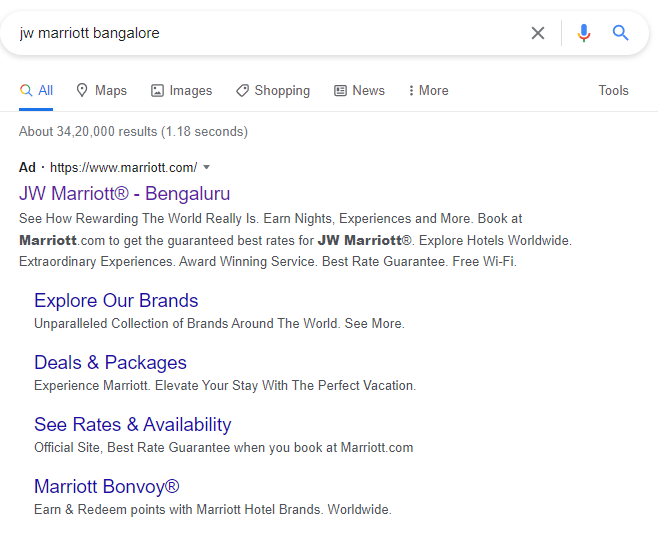 jw marriott bangalore
All Maps Images Shopping News More Tools
About 34,20,000 results (1.18 seconds)
Ad · https://www.marriott.com/
JW Marriott® - Bengaluru
See How Rewarding The World Really Is. Earn Nights, Experiences and More. Book at
Marriott.com to get the guaranteed best rates for JW Marriott®. Explore Hotels Worldwide.
Extraordinary Experiences. Award Winning Service. Best Rate Guarantee. Free Wi-Fi.
Explore Our Brands
Unparalleled Collection of Brands Around The World. See More.
Deals & Packages
Experience Marriott. Elevate Your Stay With The Perfect Vacation.
See Rates & Availability
Official Site, Best Rate Guarantee when you book at Marriott.com
Marriott Bonvoy®
Earn & Redeem points with Marriott Hotel Brands. Worldwide.